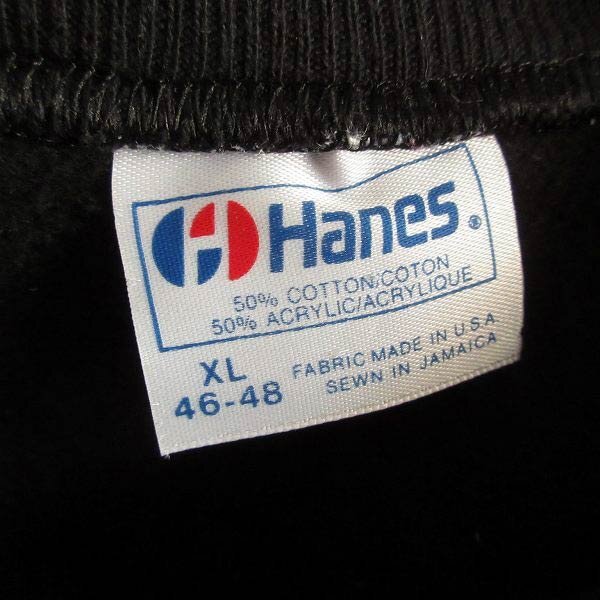 Hanes®
50% COTTON/COTON
50% ACRYLIC/ACRYLIQUE
XL
46-48
FABRIC MADE IN U.S.A
SEWN IN JAMAICA